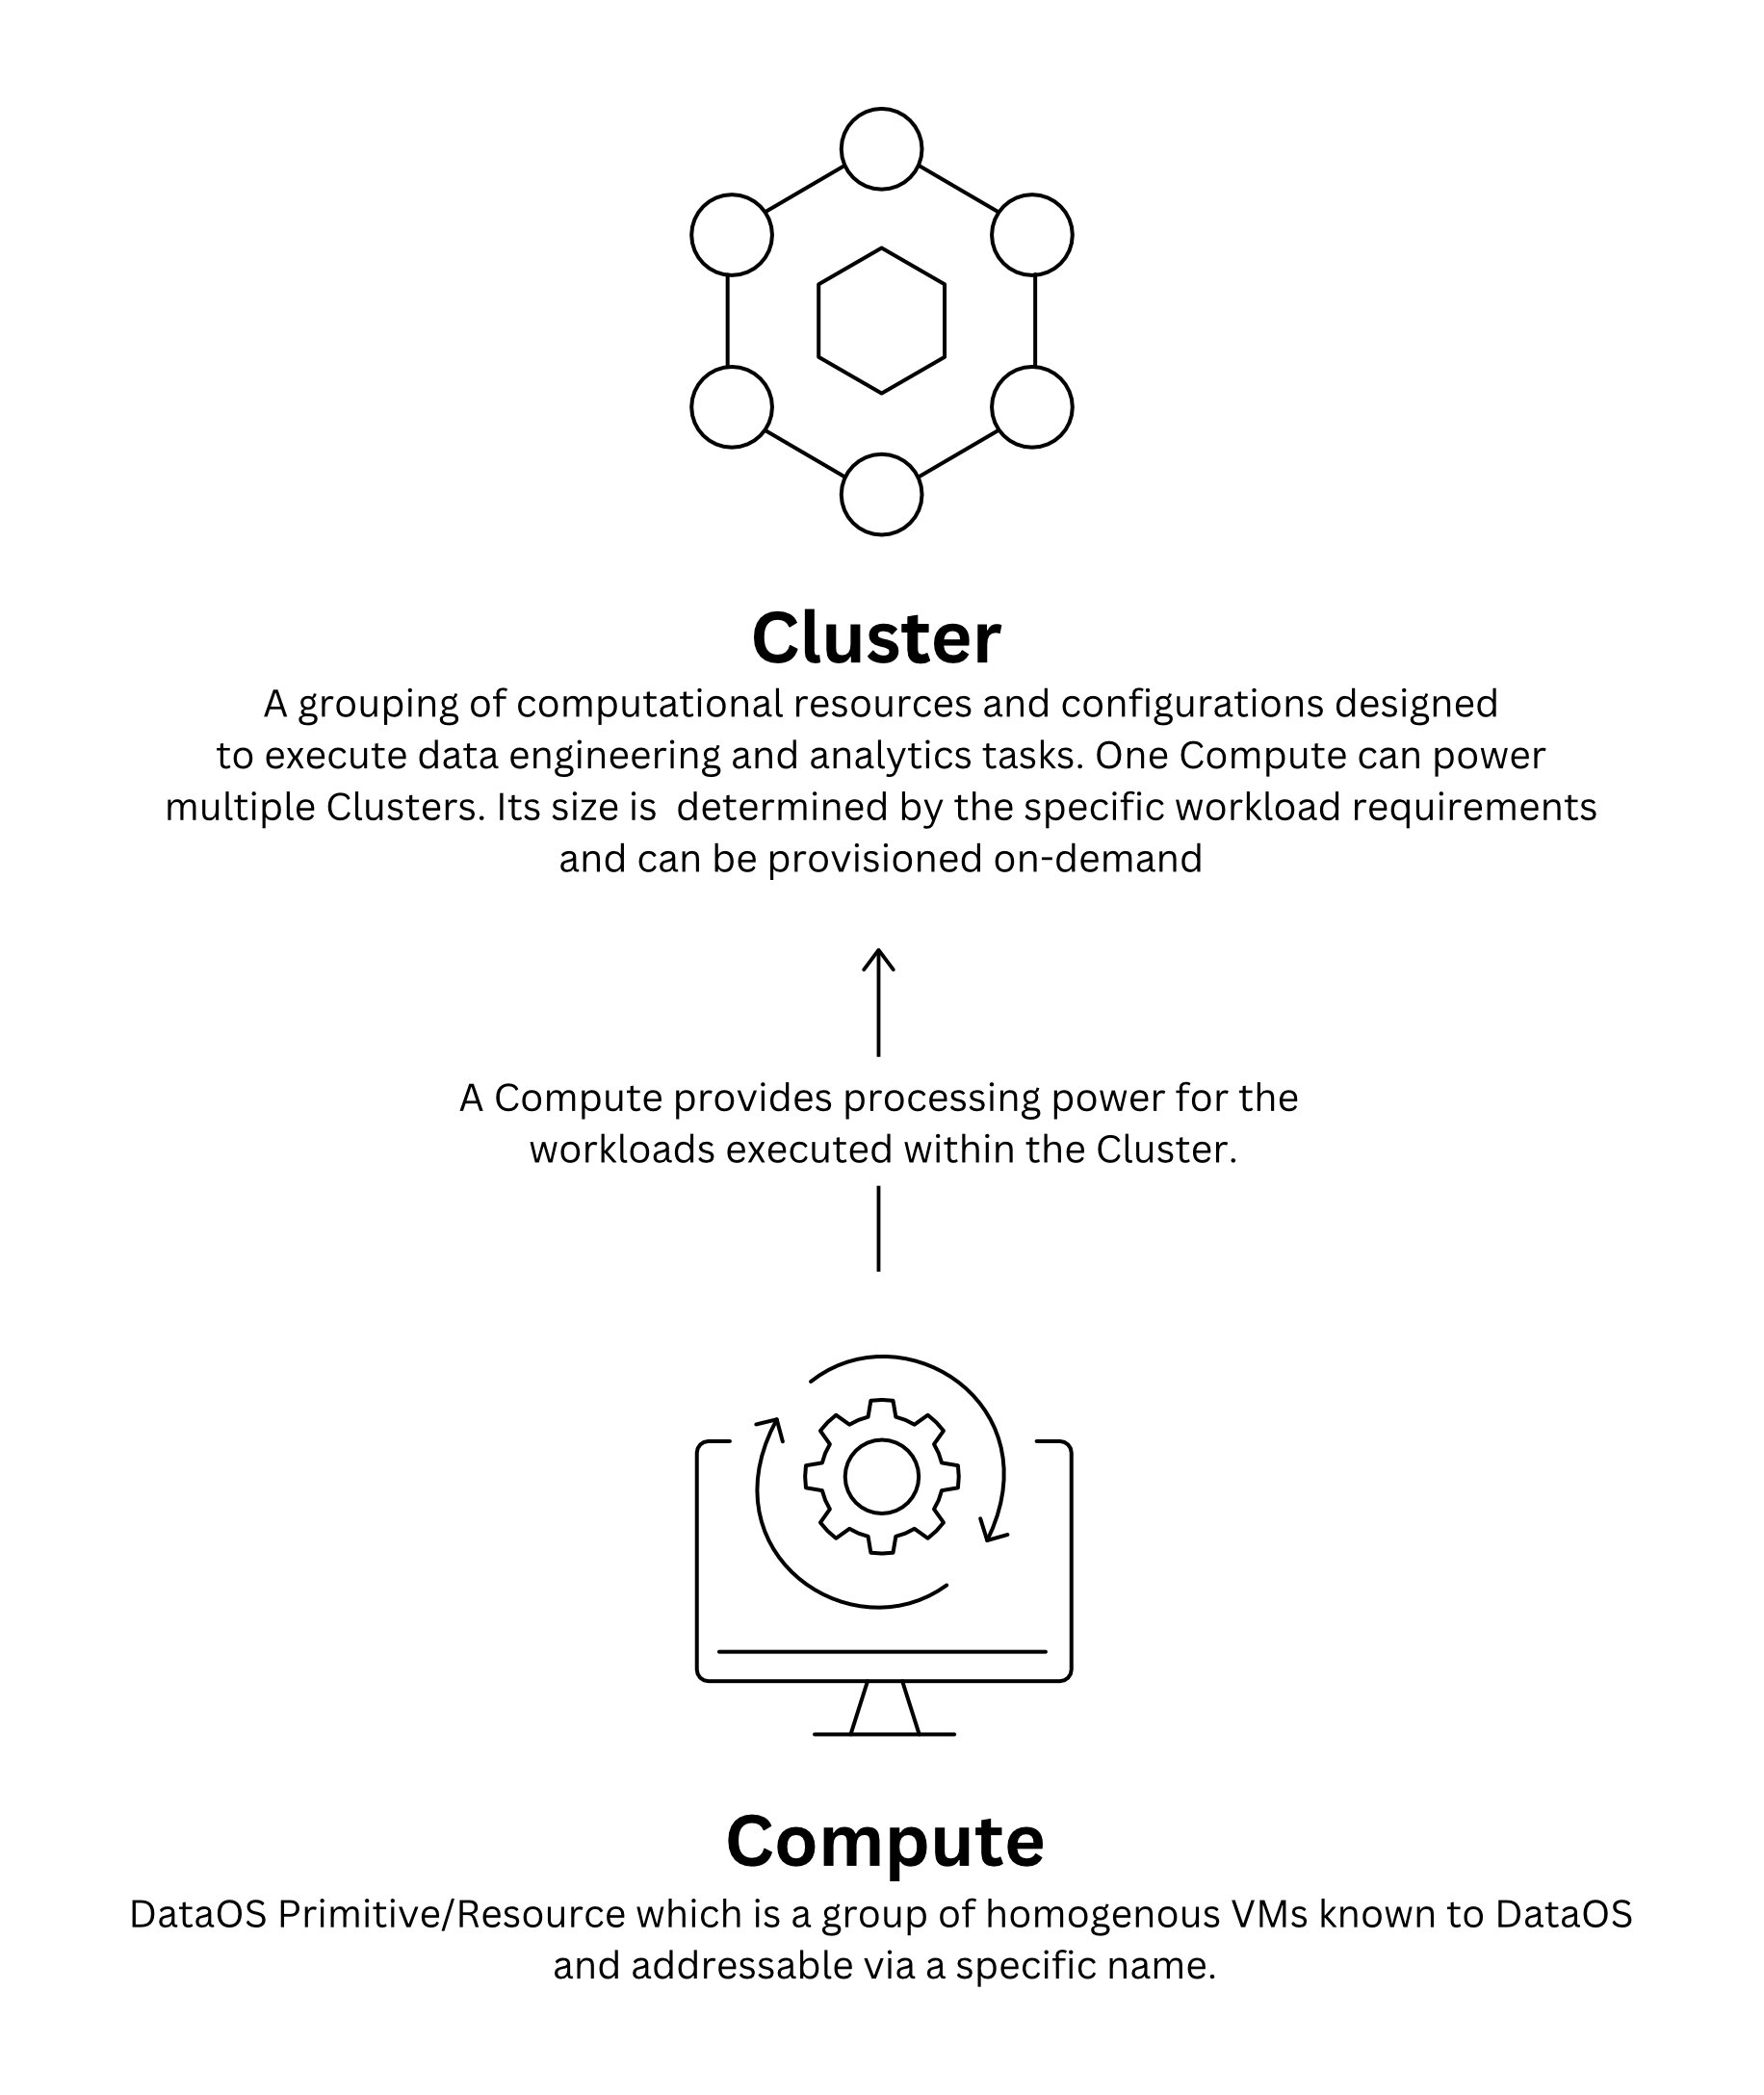 Cluster
A grouping of computational resources and configurations designed
to execute data engineering and analytics tasks. One Compute can power
multiple Clusters. Its size is  determined by the specific workload requirements
and can be provisioned on-demand
A Compute provides processing power for the
workloads executed within the Cluster.
Compute
DataOS Primitive/Resource which is a group of homogenous VMs known to DataOS
and addressable via a specific name.